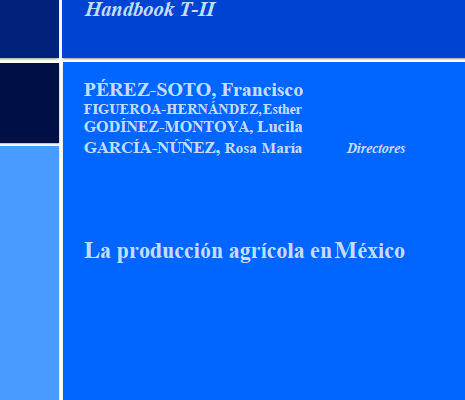 Handbook T-II
PÉREZ-SOTO, Francisco
FIGUEROA-HERNÁNDEZ, Esther
GODÍNEZ-MONTOYA, Lucila
GARCÍA-NÚÑEZ, Rosa María Directores
La producción agrícola en México